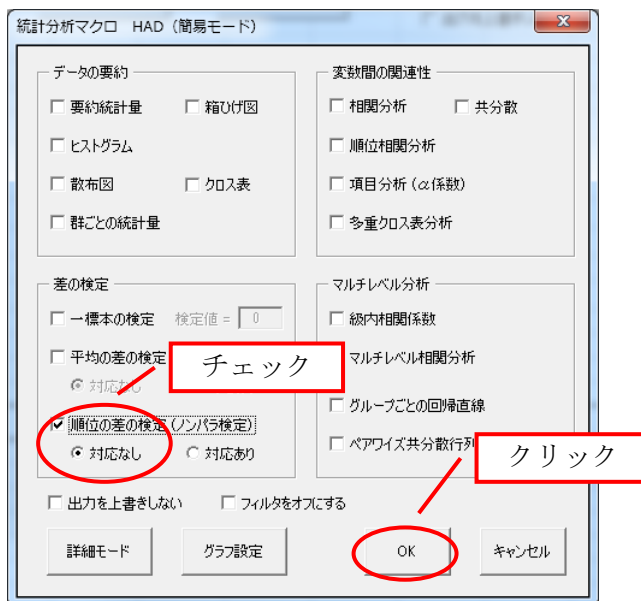 統計分析マクロ HAD（簡易モード）
データの要約
要約統計量 箱ひげ図
ヒストグラム
散布図 クロス表
群ごとの統計量
変数間の関連性
相関分析 共分散
順位相関分析
項目分析（α係数）
多重クロス表分析
差の検定
一標本の検定 検定値 = 0
平均の差の検定
対応なし
順位の差の検定（ノンパラ検定）
対応なし 対応あり
チェック
マルチレベル分析
級内相関係数
マルチレベル相関分析
グループごとの回帰直線
ペアワイズ共分散行列
クリック
出力を上書きしない フィルタをオフにする
詳細モード グラフ設定 OK キャンセル